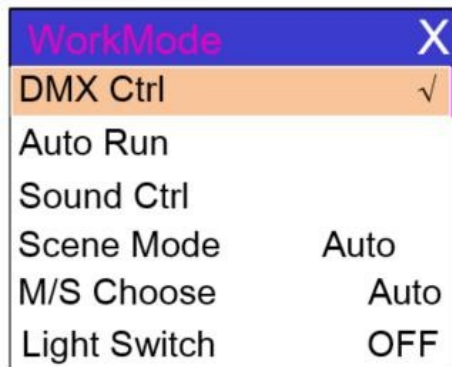 WorkMode X
DMX Ctrl √
Auto Run
Sound Ctrl
Scene Mode Auto
M/S Choose Auto
Light Switch OFF